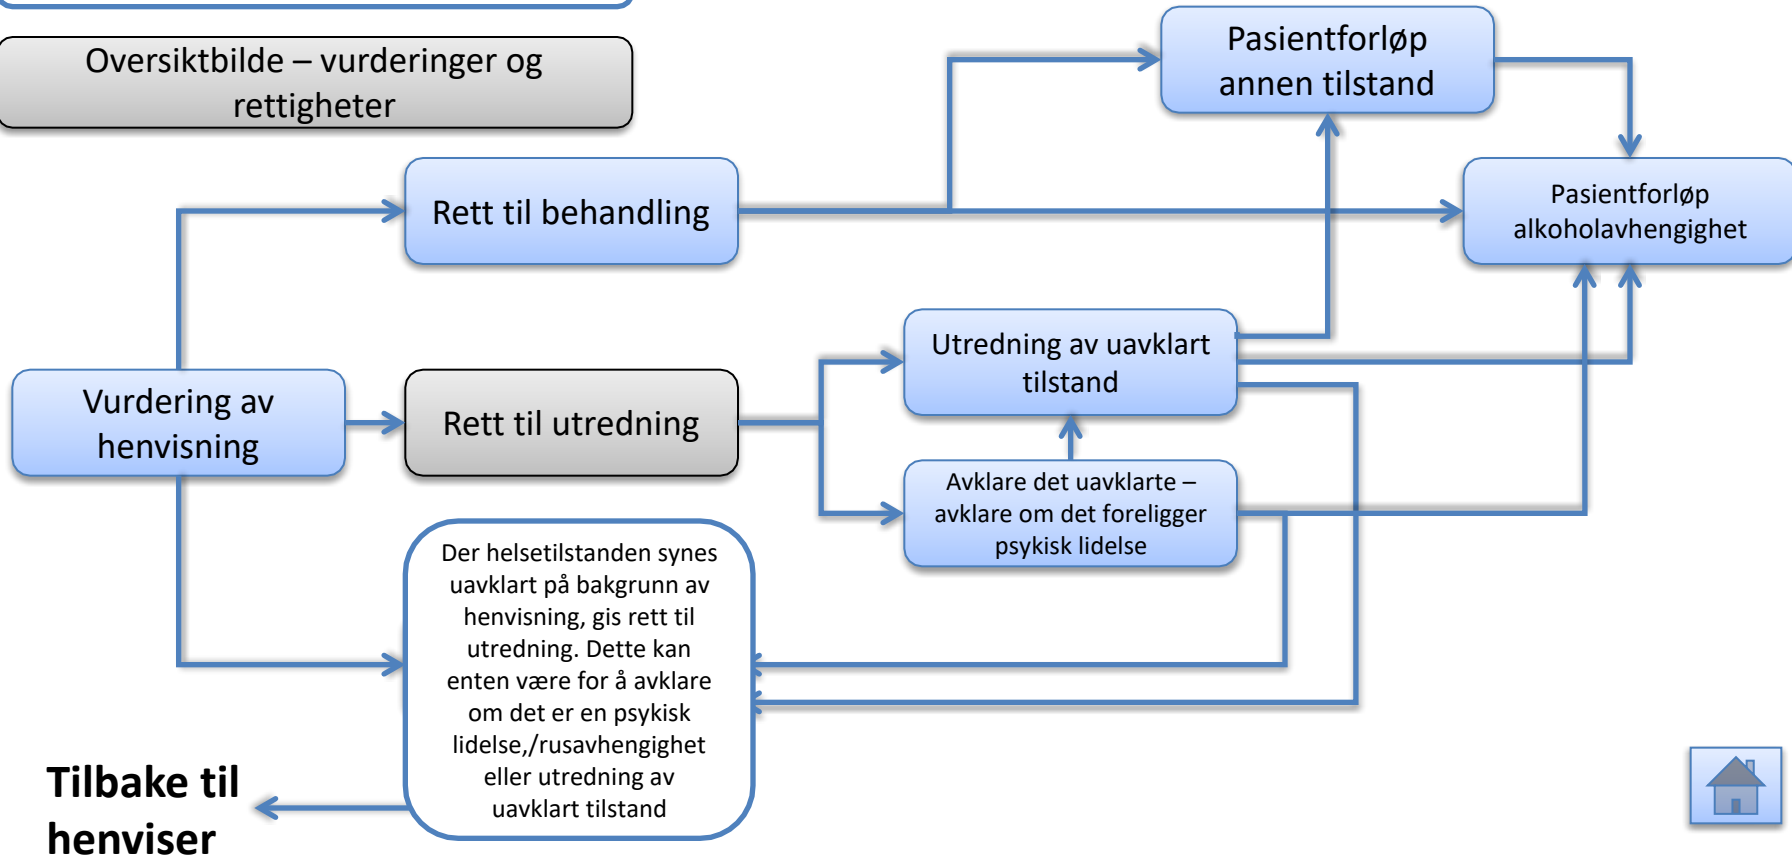 Oversiktbilde – vurderinger og
rettigheter
Pasientforløp
annen tilstand
Rett til behandling
Pasientforløp
alkoholavhengighet
Utredning av uavklart
tilstand
Vurdering av
henvisning
Rett til utredning
Avklare det uavklarte –
avklare om det foreligger
psykisk lidelse
Der helsetilstanden synes
uavklart på bakgrunn av
henvisning, gis rett til
utredning. Dette kan
enten være for å avklare
om det er en psykisk
lidelse,/rusavhengighet
eller utredning av
uavklart tilstand
Tilbake til
henviser